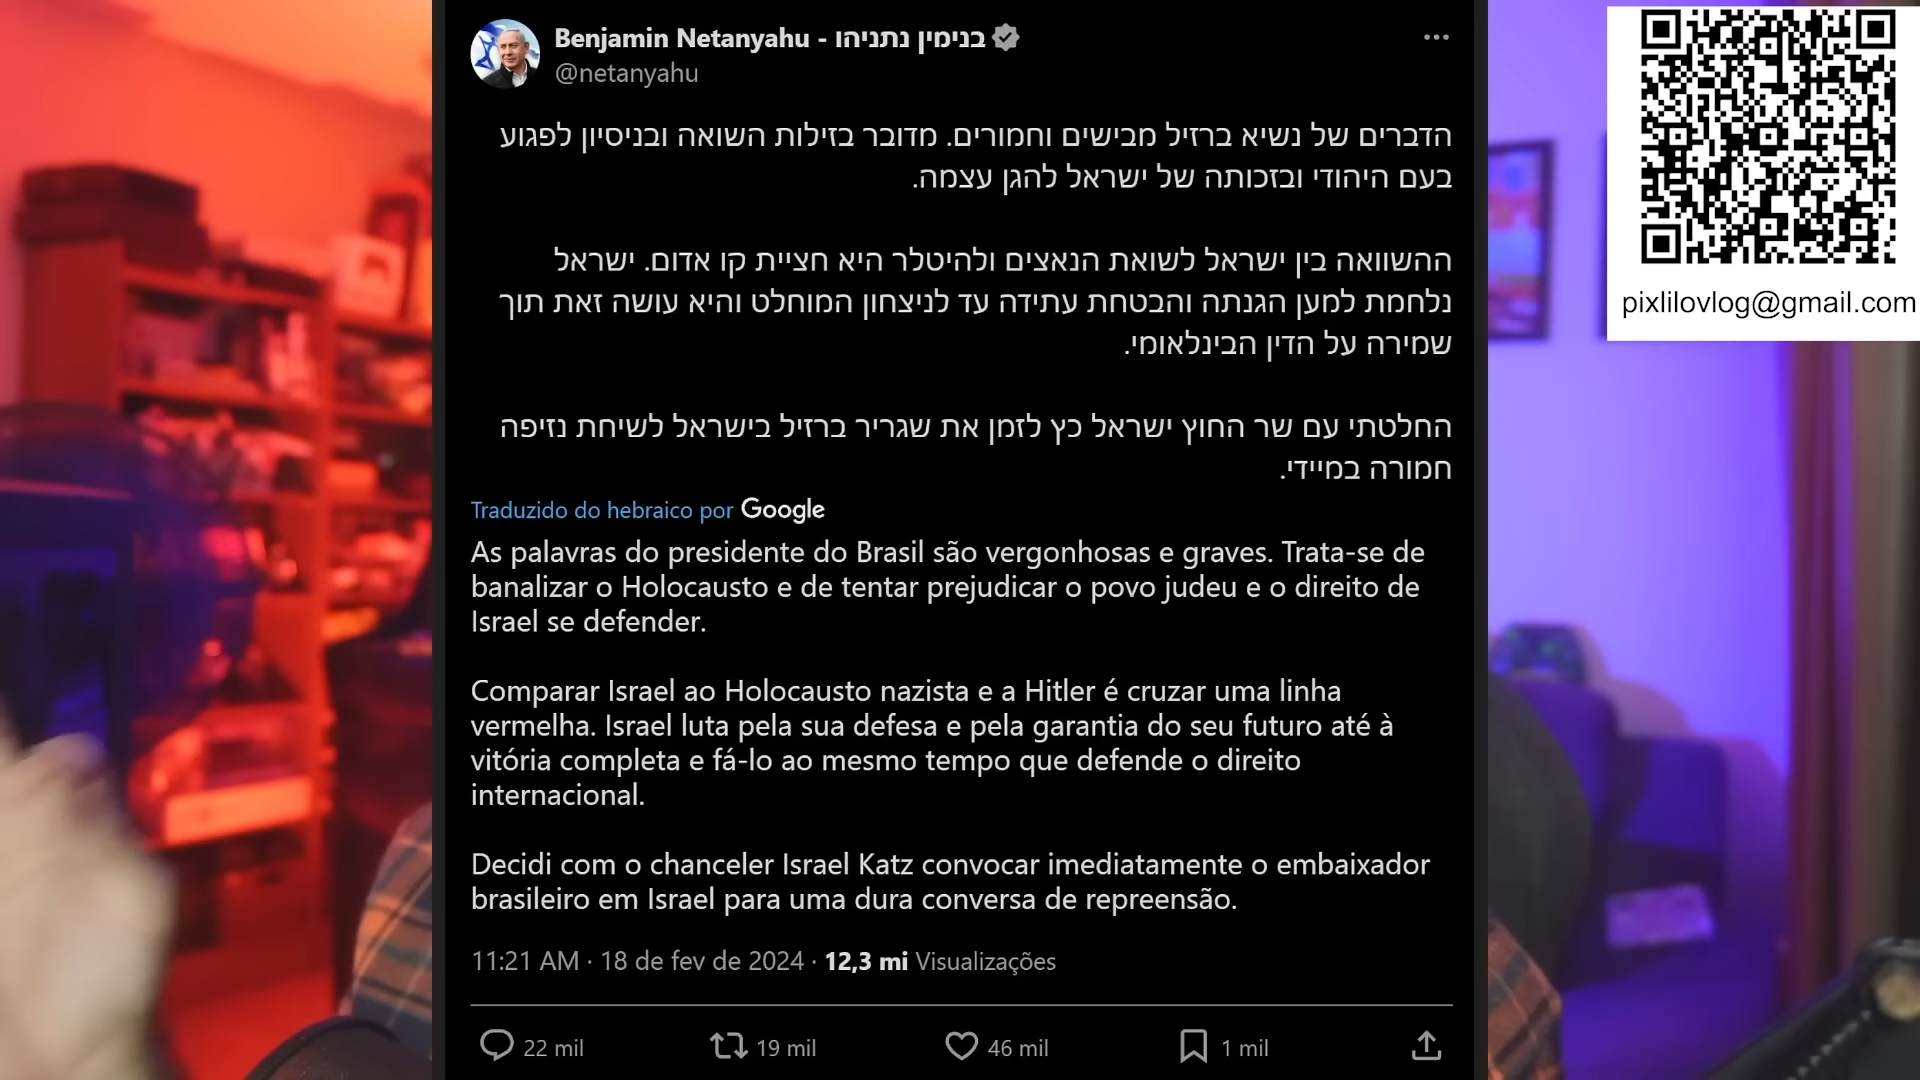 Benjamin Netanyahu - בנימין נתניהו
@netanyahu
הדברים של נשיא ברזיל מבישים וחמורים. מדובר בזילות השואה ובניסיון לפגוע
בעם היהודי ובזכותה של ישראל להגן עצמה.
ההשוואה בין ישראל לשואת הנאצים ולהיטלר היא חציית קו אדום. ישראל
נלחמת למען הגנתה והבטחת עתידה עד לניצחון המוחלט והיא עושה זאת תוך
שמירה על הדין הבינלאומי.
החלטתי עם שר החוץ ישראל כץ לזמן את שגריר ברזיל בישראל לשיחת נזיפה
חמורה במיידי.
Traduzido do hebraico por Google
As palavras do presidente do Brasil são vergonhosas e graves. Trata-se de
banalizar o Holocausto e de tentar prejudicar o povo judeu e o direito de
Israel se defender.
Comparar Israel ao Holocausto nazista e a Hitler é cruzar uma linha
vermelha. Israel luta pela sua defesa e pela garantia do seu futuro até à
vitória completa e fá-lo ao mesmo tempo que defende o direito
internacional.
Decidi com o chanceler Israel Katz convocar imediatamente o embaixador
brasileiro em Israel para uma dura conversa de repreensão.
11:21 AM · 18 de fev de 2024 · 12,3 mi Visualizações
22 mil 19 mil 46 mil 1 mil
pixlilovlog@gmail.com